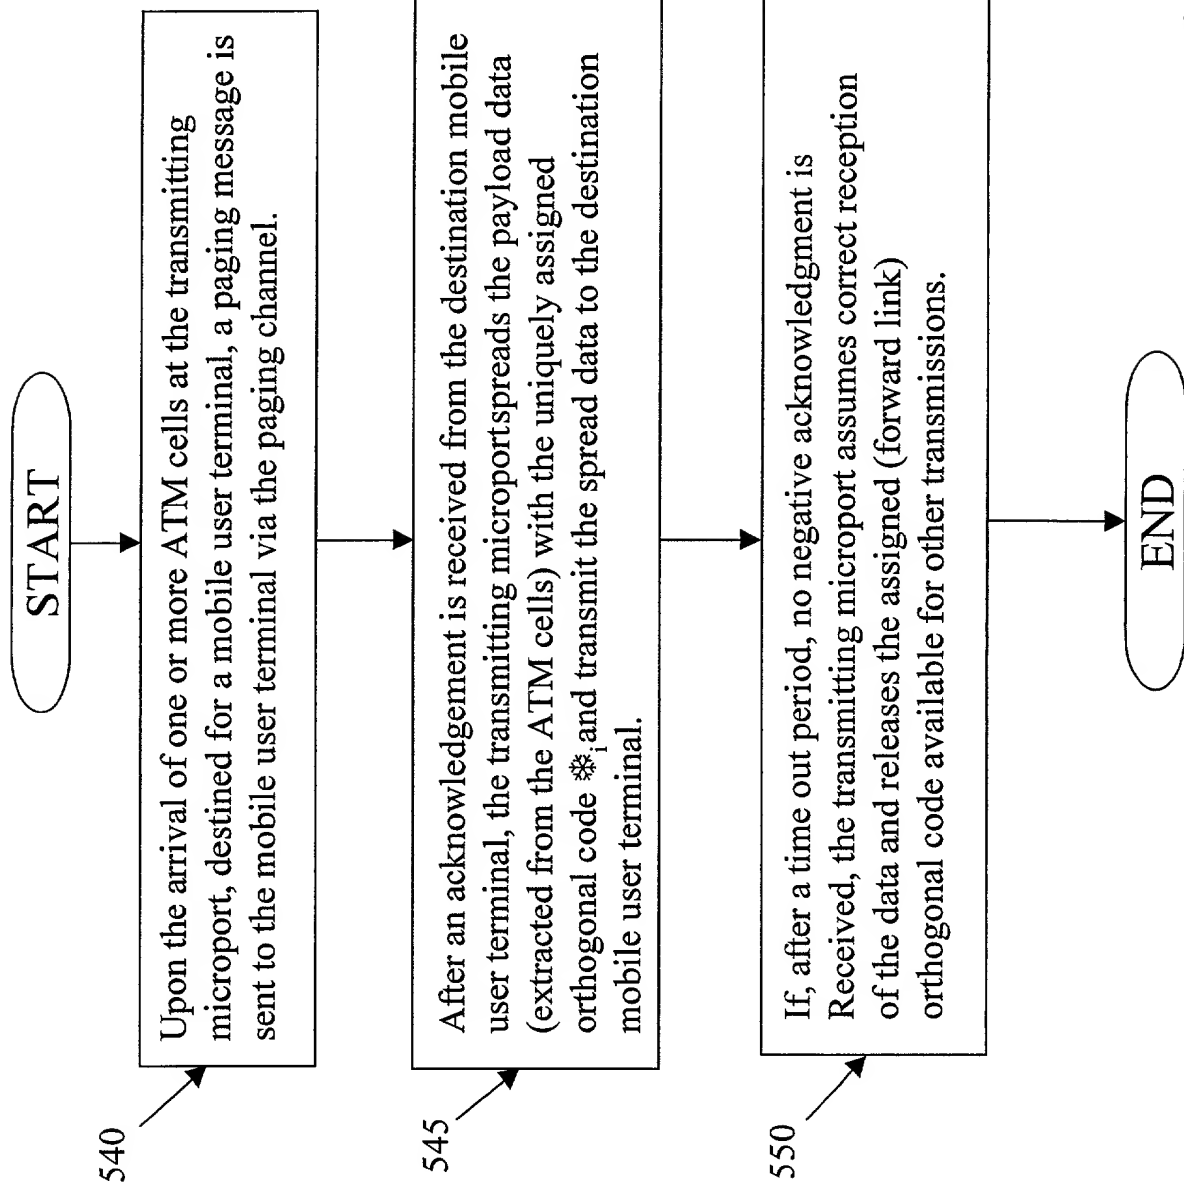 START
540
Upon the arrival of one or more ATM cells at the transmitting
microport, destined for a mobile user terminal, a paging message is
sent to the mobile user terminal via the paging channel.
545
After an acknowledgement is received from the destination mobile
user terminal, the transmitting microportspreads the payload data
(extracted from the ATM cells) with the uniquely assigned
orthogonal code ❄i and transmit the spread data to the destination
mobile user terminal.
550
If, after a time out period, no negative acknowledgment is
Received, the transmitting microport assumes correct reception
of the data and releases the assigned (forward link)
orthogonal code available for other transmissions.
END